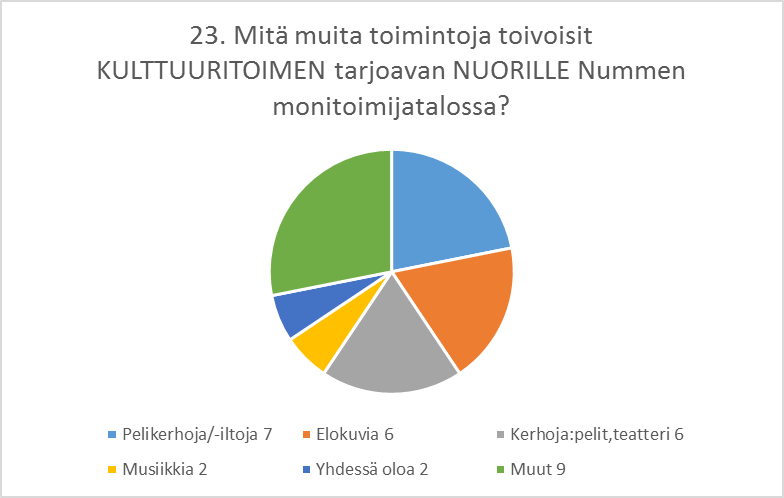 23. Mitä muita toimintoja toivoisit
KULTTUURITOIMEN tarjoavan NUORILLE Nummen
monitoimijatalossa?
Pelikerhoja/-iltoja 7
Elokuvia 6
Kerhoja:pelit,teatteri 6
Musiikkia 2
Yhdessä oloa 2
Muut 9